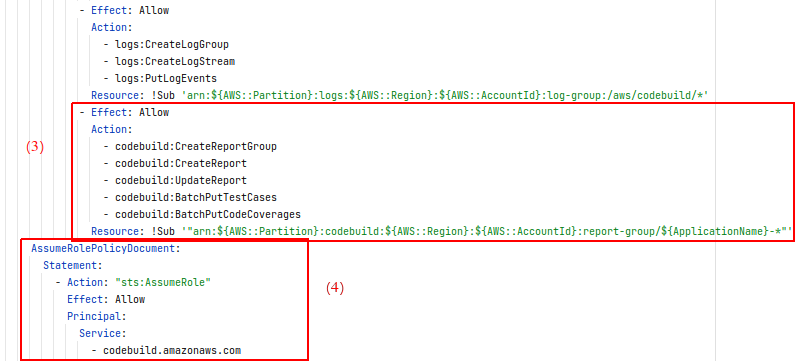 - Effect: Allow
Action:
- logs:CreateLogGroup
- logs:CreateLogStream
- logs:PutLogEvents
Resource: !Sub 'arn:${AWS::Partition}:logs:${AWS::Region}:${AWS::AccountId}:log-group:/aws/codebuild/*'
- Effect: Allow
Action:
(3)
- codebuild:CreateReportGroup
- codebuild:CreateReport
- codebuild:UpdateReport
- codebuild:BatchPutTestCases
- codebuild:BatchPutCodeCoverages
Resource: !Sub '"arn:${AWS::Partition}:codebuild:${AWS::Region}:${AWS::AccountId}:report-group/${ApplicationName}-*"'
AssumeRolePolicyDocument:
Statement:
- Action: "sts:AssumeRole"
(4)
Effect: Allow
Principal:
Service:
- codebuild.amazonaws.com